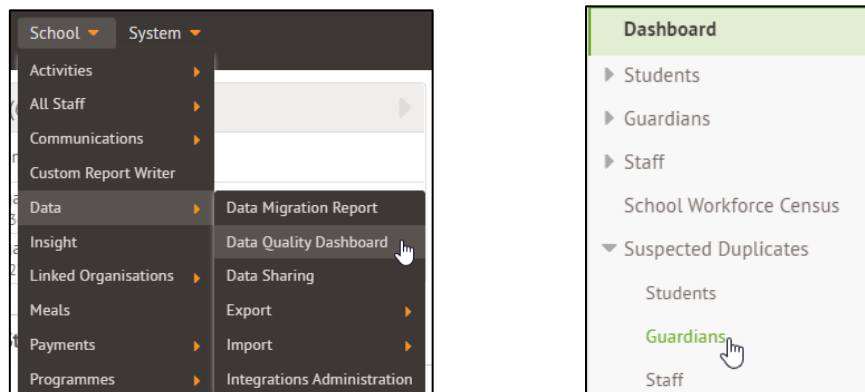 School System
Activities
All Staff
Communications
Custom Report Writer
Data
Insight
Linked Organisations
Meals
Payments
Programmes
Data Migration Report
Data Quality Dashboard
Data Sharing
Export
Import
Integrations Administration
Dashboard
Students
Guardians
Staff
School Workforce Census
Suspected Duplicates
Students
Guardians
Staff